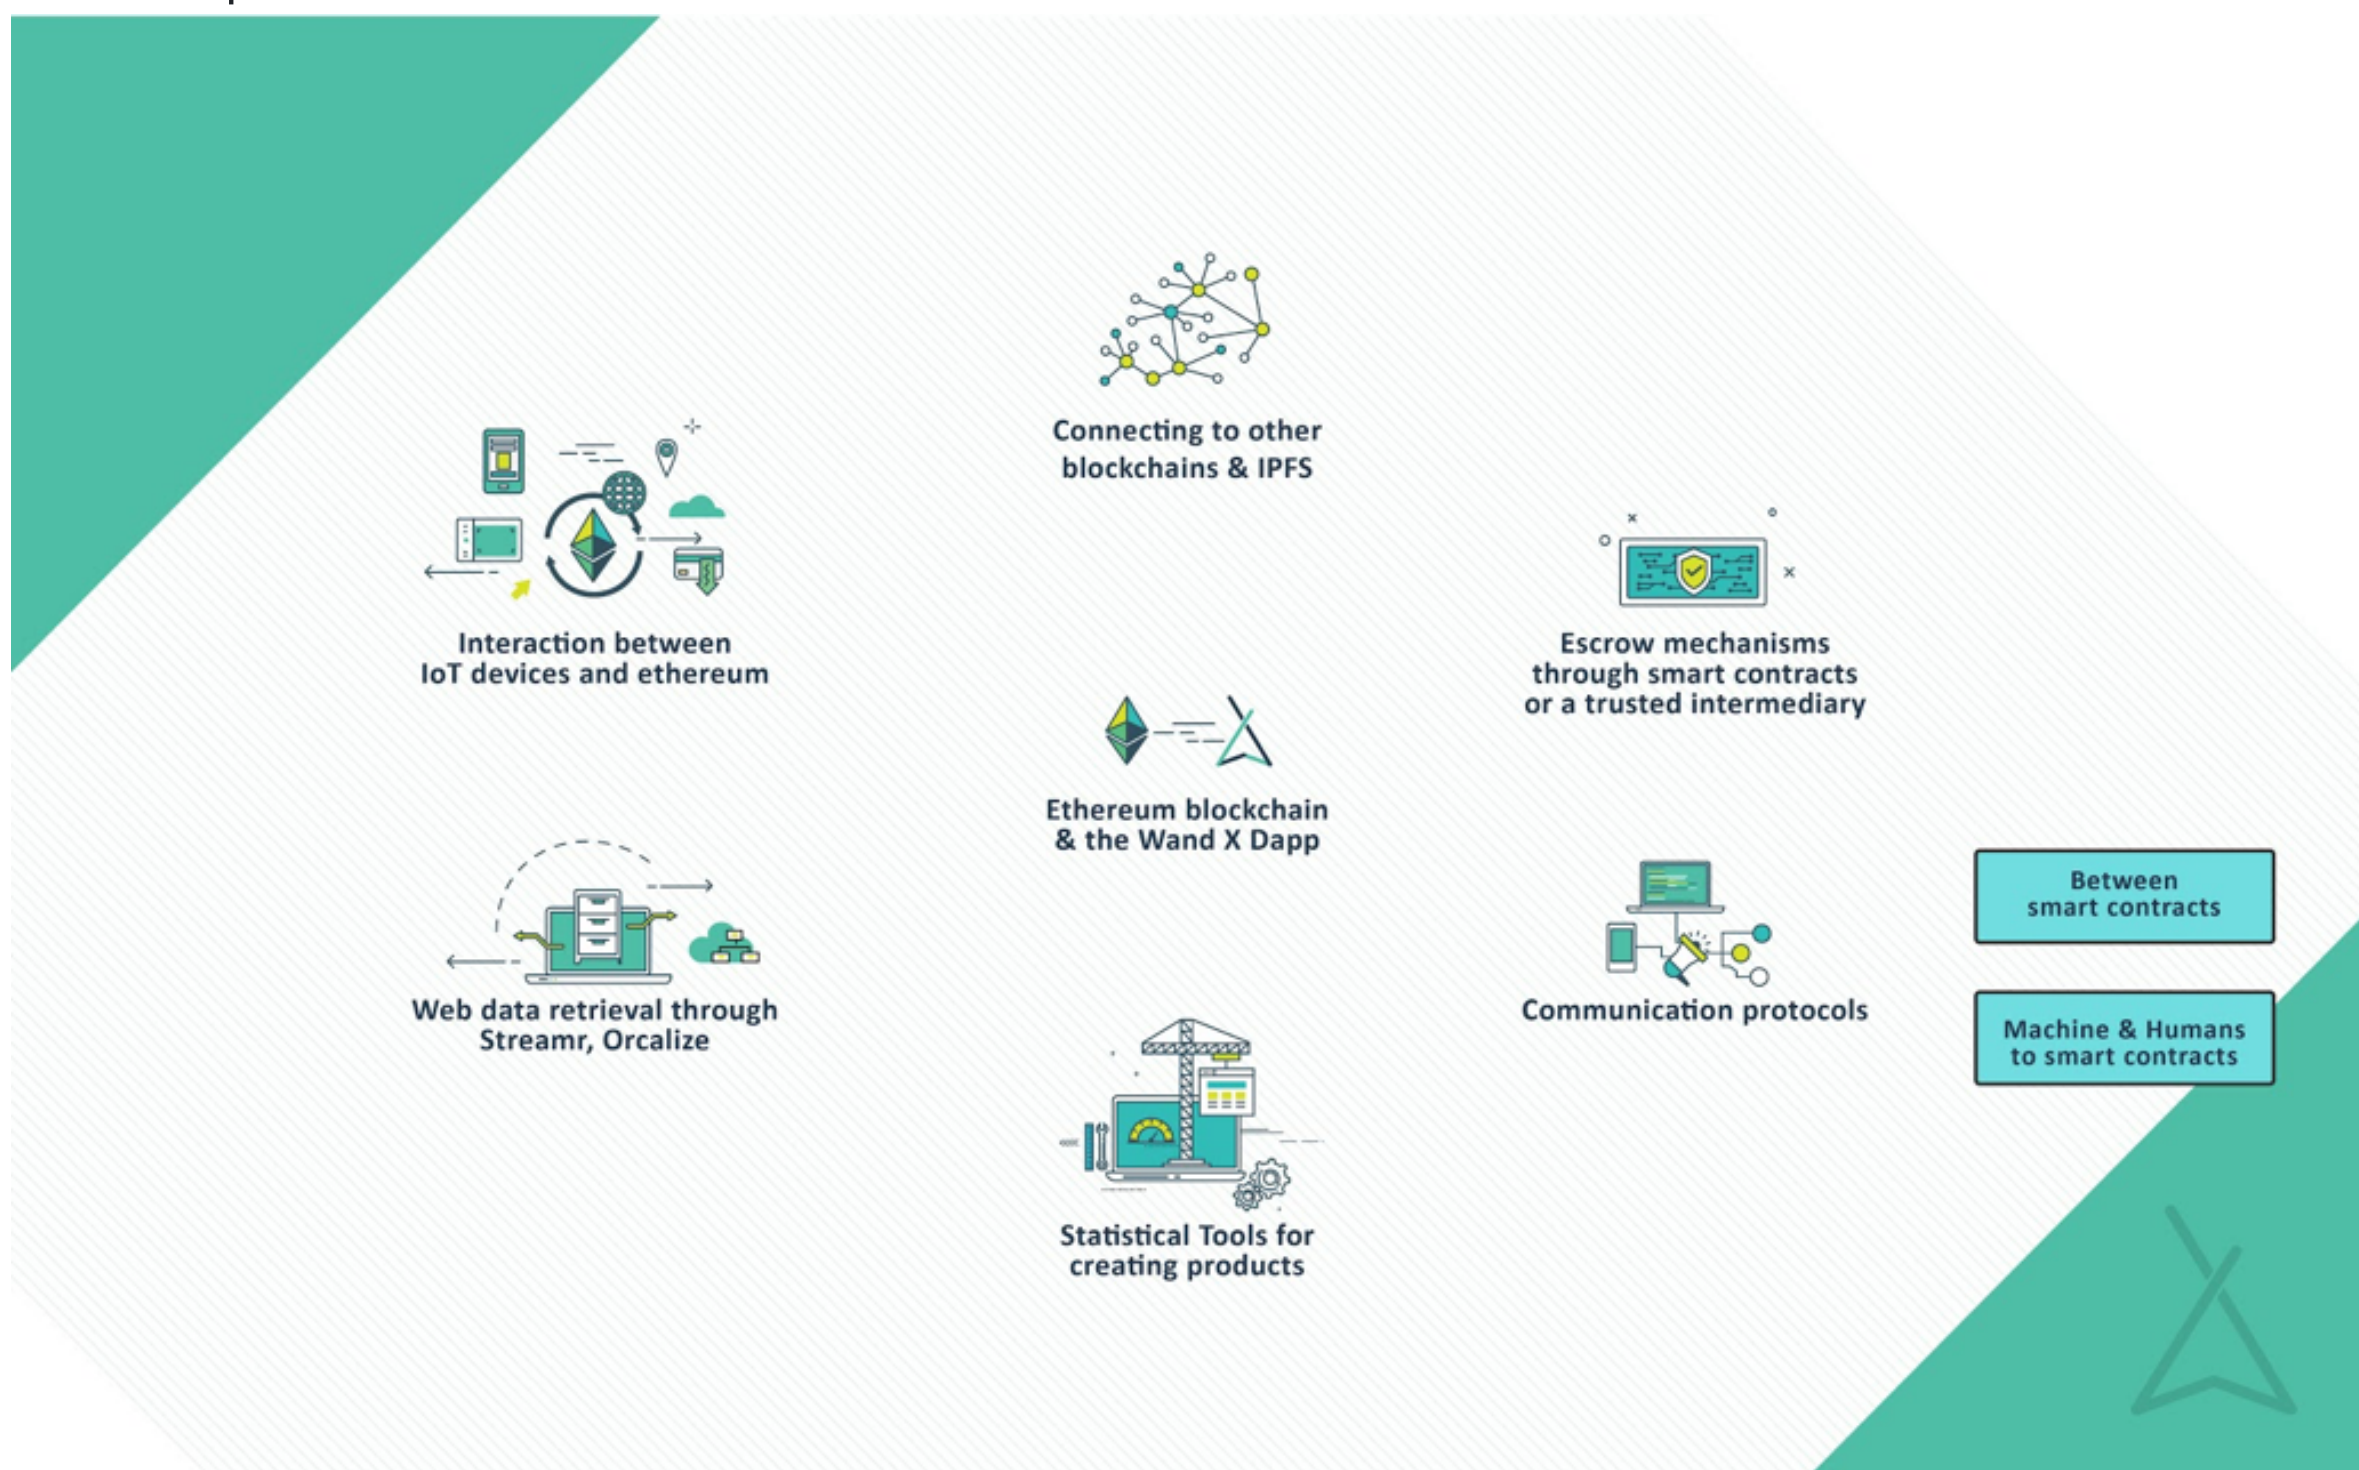 Connecting to other
blockchains & IPFS
Interaction between
IoT devices and ethereum
Escrow mechanisms
through smart contracts
or a trusted intermediary
Ethereum blockchain
& the Wand X Dapp
Web data retrieval through
Streamr, Orcalize
Communication protocols
Between
smart contracts
Machine & Humans
to smart contracts
Statistical Tools for
creating products